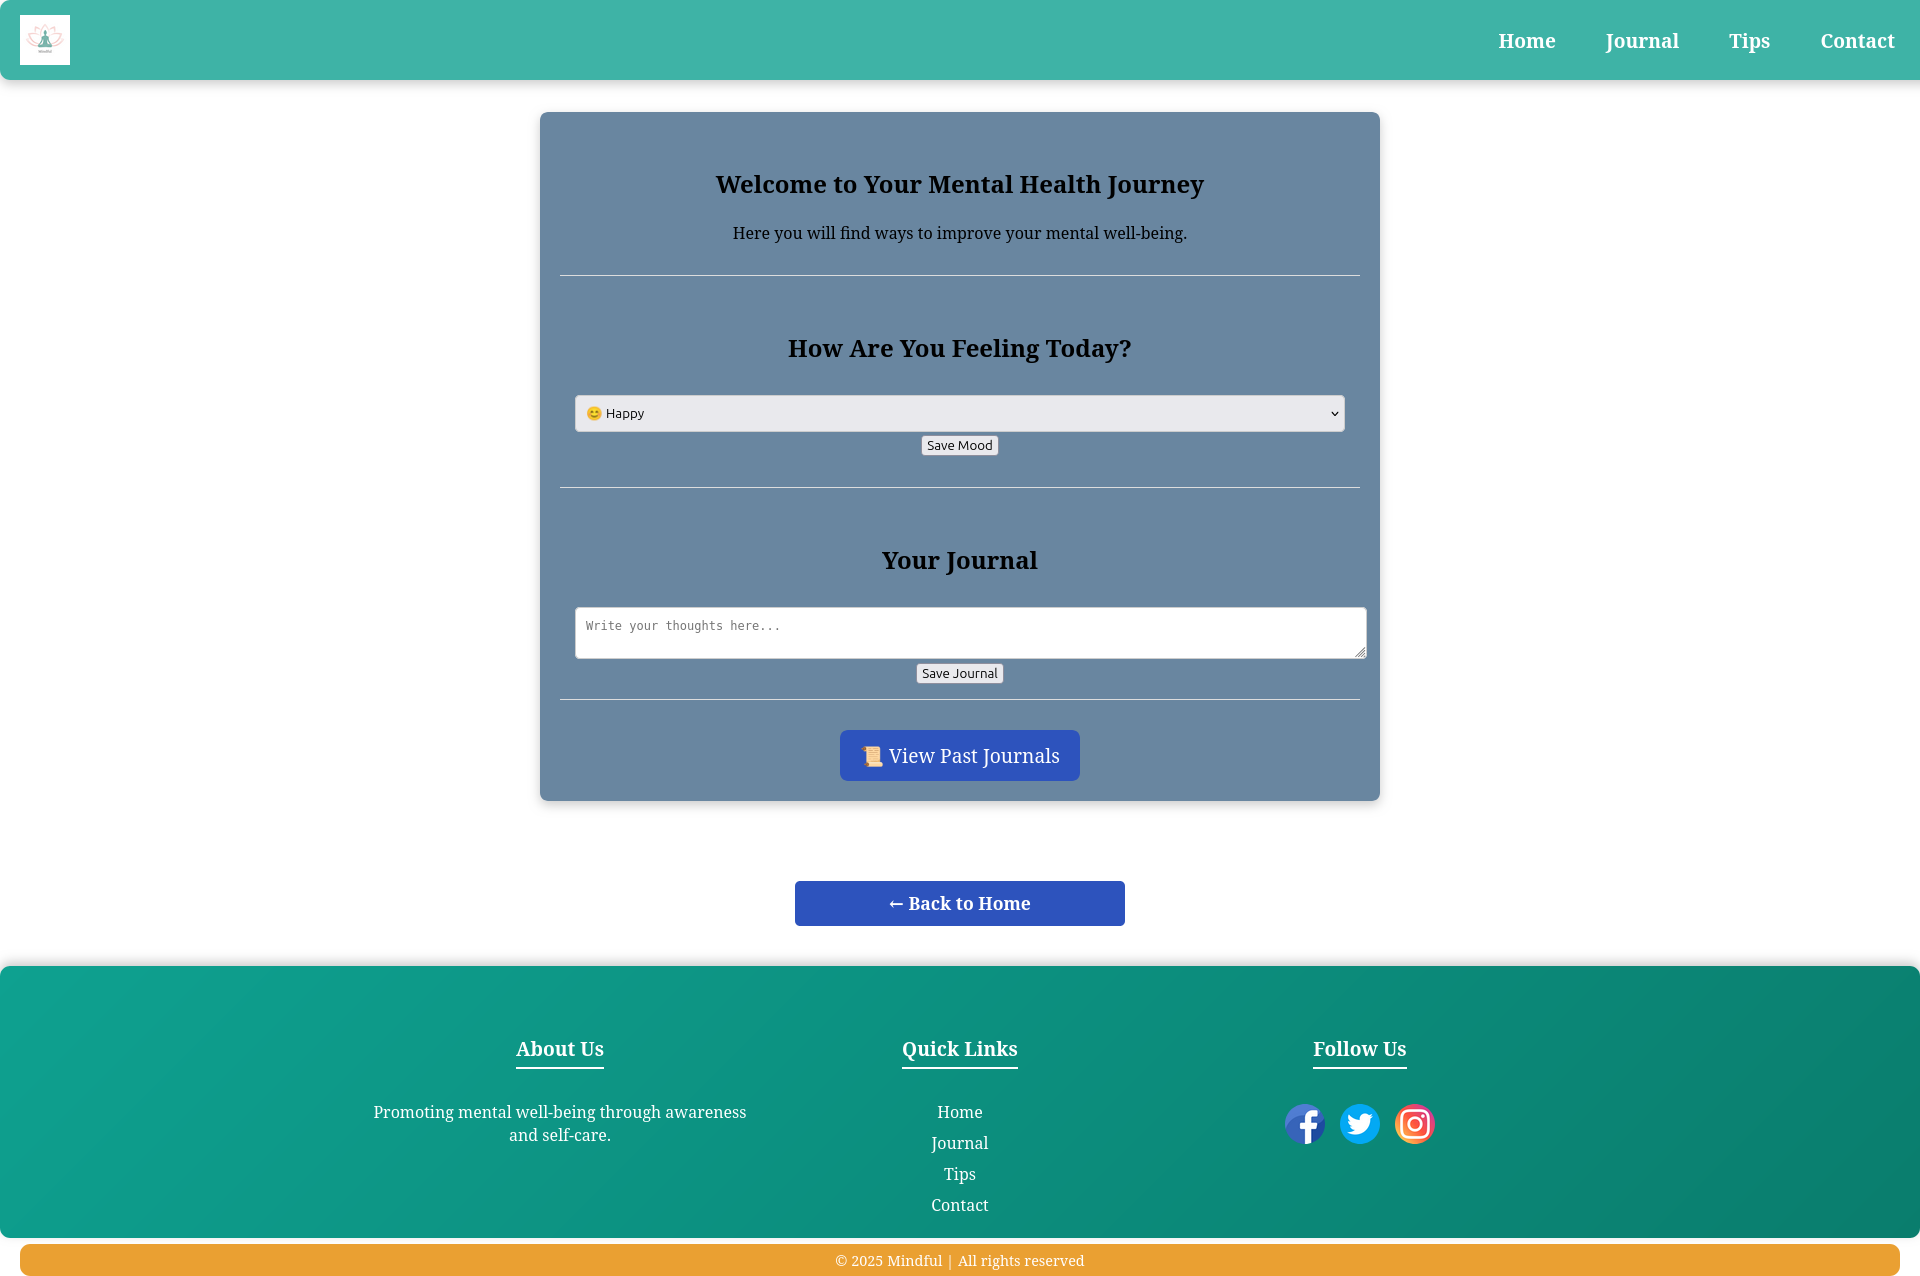 Home
Journal
Tips
Contact
Welcome to Your Mental Health Journey
Here you will find ways to improve your mental well-being.
How Are You Feeling Today?
😊 Happy
Save Mood
Your Journal
Write your thoughts here...
Save Journal
📜 View Past Journals
← Back to Home
About Us
Promoting mental well-being through awareness
and self-care.
Quick Links
Home
Journal
Tips
Contact
Follow Us
© 2025 Mindful | All rights reserved